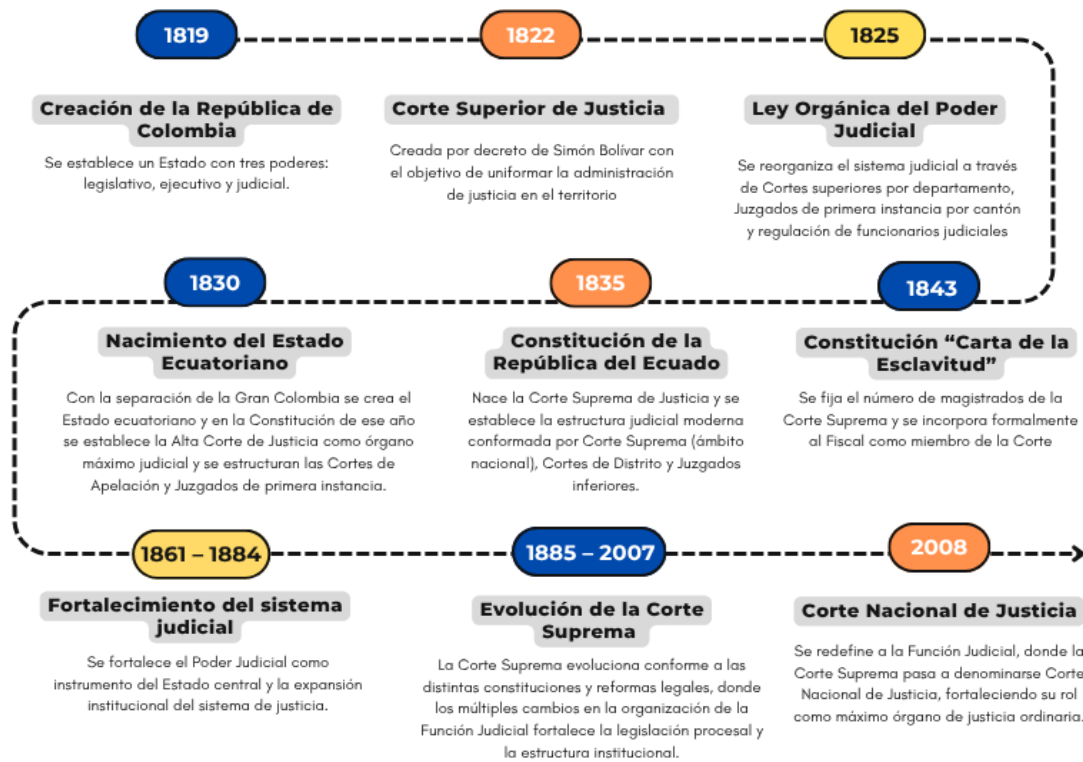 1819
1822
1825
Creación de la República de
Colombia
Se establece un Estado con tres poderes:
legislativo, ejecutivo y judicial.
Corte Superior de Justicia
Creada por decreto de Simón Bolívar con
el objetivo de uniformar la administración
de justicia en el territorio
Ley Orgánica del Poder
Judicial
Se reorganiza el sistema judicial a través
de Cortes superiores por departamento,
Juzgados de primera instancia por cantón
y regulación de funcionarios judiciales
1830
1835
1843
Nacimiento del Estado
Ecuatoriano
Con la separación de la Gran Colombia se crea el
Estado ecuatoriano y en la Constitución de ese año
se establece la Alta Corte de Justicia como órgano
máximo judicial y se estructuran las Cortes de
Apelación y Juzgados de primera instancia.
Constitución de la
República del Ecuado
Nace la Corte Suprema de Justicia y se
establece la estructura judicial moderna
conformada por Corte Suprema (ámbito
nacional), Cortes de Distrito y Juzgados
inferiores.
Constitución “Carta de la
Esclavitud”
Se fija el número de magistrados de la
Corte Suprema y se incorpora formalmente
al Fiscal como miembro de la Corte
1861 – 1884
1885 – 2007
2008
Fortalecimiento del sistema
judicial
Se fortalece el Poder Judicial como
instrumento del Estado central y la expansión
institucional del sistema de justicia.
Evolución de la Corte
Suprema
La Corte Suprema evoluciona conforme a las
distintas constituciones y reformas legales, donde
los múltiples cambios en la organización de la
Función Judicial fortalece la legislación procesal y
la estructura institucional.
Corte Nacional de Justicia
Se redefine a la Función Judicial, donde la
Corte Suprema pasa a denominarse Corte
Nacional de Justicia, fortaleciendo su rol
como máximo órgano de justicia ordinaria.